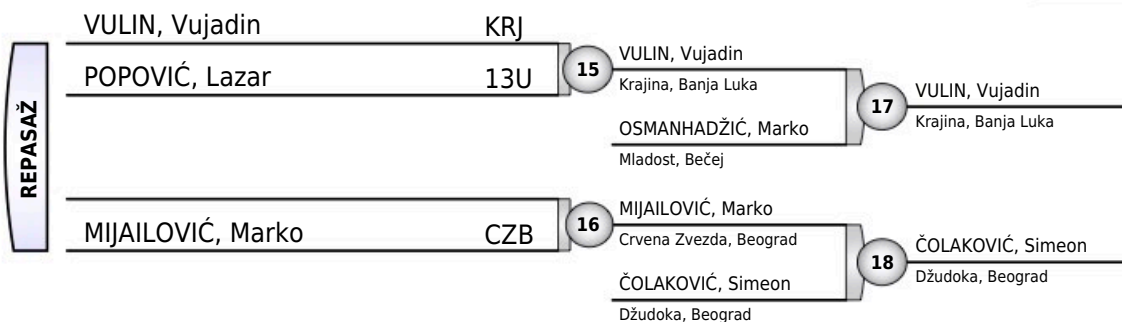 REPASAŽ
VULIN, Vujadin KRJ
POPOVIĆ, Lazar 13U
15
VULIN, Vujadin
Krajina, Banja Luka
OSMANHADŽIĆ, Marko
Mladost, Bečej
17
VULIN, Vujadin
Krajina, Banja Luka
MIJAILOVIĆ, Marko CZB
16
MIJAILOVIĆ, Marko
Crvena Zvezda, Beograd
ČOLAKOVIĆ, Simeon
Džudoka, Beograd
18
ČOLAKOVIĆ, Simeon
Džudoka, Beograd